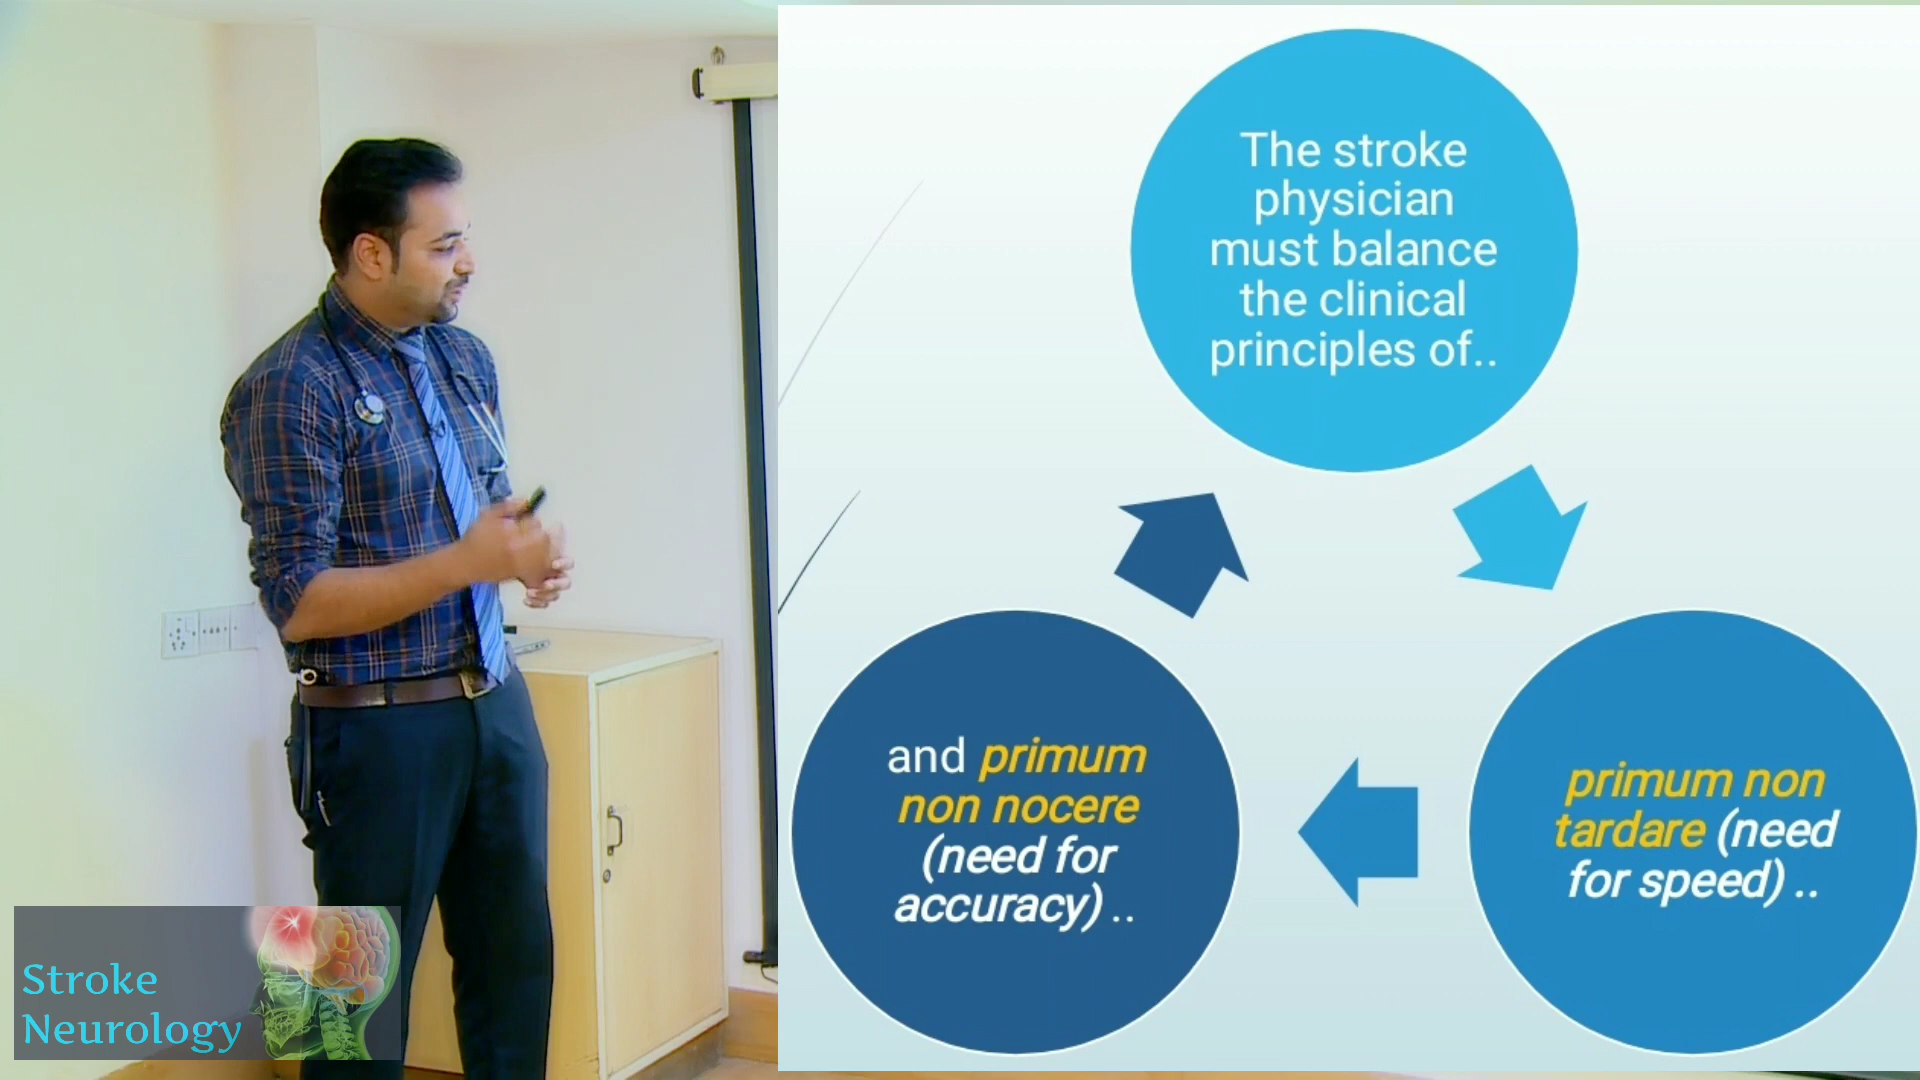 The stroke
physician
must balance
the clinical
principles of..
primum non
tardare (need
for speed) ..
and primum
non nocere
(need for
accuracy) ..
Stroke
Neurology